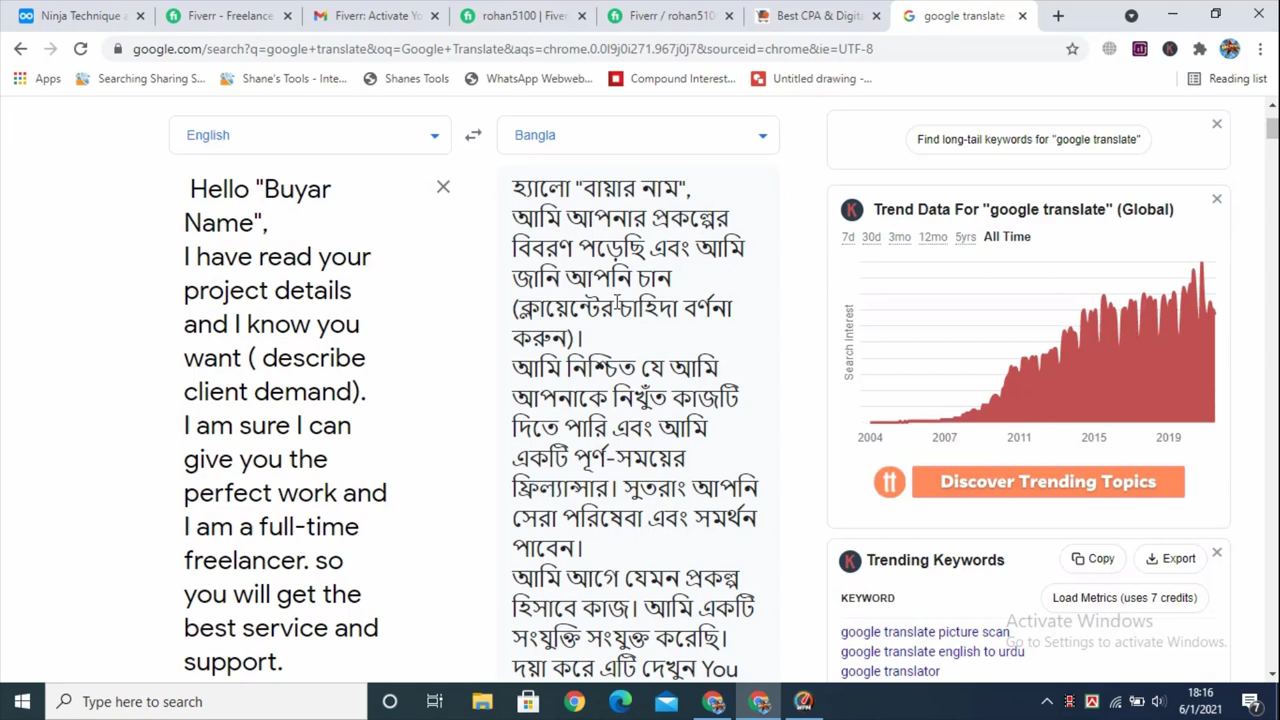 Ninja Technique a
Fiverr - Freelance
Fiverr: Activate Yo
rohan5100 | Fiverr
Fiverr / rohan5100
Best CPA & Digita
google translate
google.com/search?q=google+translate&oq=Google+Translate&aqs=chrome.0.0l9j0i271.967j0j7&sourceid=chrome&ie=UTF-8
Apps
Searching Sharing S...
Shane's Tools - Inte...
Shanes Tools
WhatsApp Webweb...
Compound Interest...
Untitled drawing -...
Reading list
English
Bangla
Hello "Buyar
Name",
I have read your
project details
and I know you
want ( describe
client demand).
I am sure I can
give you the
perfect work and
I am a full-time
freelancer. so
you will get the
best service and
support.
হ্যালো "বায়ার নাম",
আমি আপনার প্রকল্পের
বিবরণ পড়েছি এবং আমি
জানি আপনি চান
(ক্লায়েন্টের চাহিদা বর্ণনা
করুন)।
আমি নিশ্চিত যে আমি
আপনাকে নিখুঁত কাজটি
দিতে পারি এবং আমি
একটি পূর্ণ-সময়ের
ফ্রিল্যান্সার। সুতরাং আপনি
সেরা পরিষেবা এবং সমর্থন
পাবেন।
আমি আগে যেমন প্রকল্প
হিসাবে কাজ। আমি একটি
সংযুক্তি সংযুক্ত করেছি।
দয়া করে এটি দেখুন You
Find long-tail keywords for "google translate"
K
Trend Data For "google translate" (Global)
7d 30d 3mo 12mo 5yrs All Time
Search Interest
2004 2007 2011 2015 2019
tt
Discover Trending Topics
K
Trending Keywords
Copy
Export
KEYWORD
Load Metrics (uses 7 credits)
google translate picture scan
google translate english to urdu
google translator
Activate Windows
Go to Settings to activate Windows.
Type here to search
18:16
6/1/2021
7